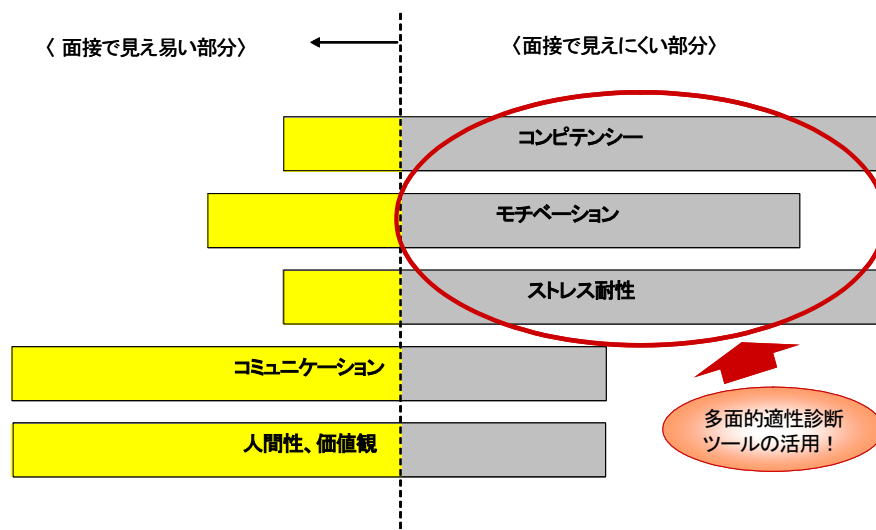 〈 面接で見え易い部分〉
〈面接で見えにくい部分〉
コンピテンシー
モチベーション
ストレス耐性
コミュニケーション
人間性、価値観
多面的適性診断
ツールの活用！